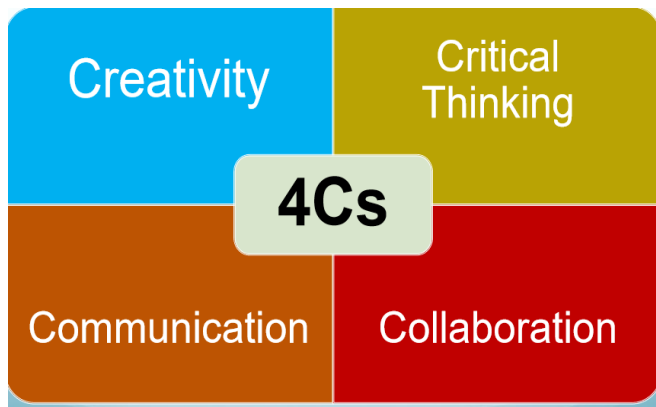 Creativity
Critical
Thinking
4Cs
Communication
Collaboration